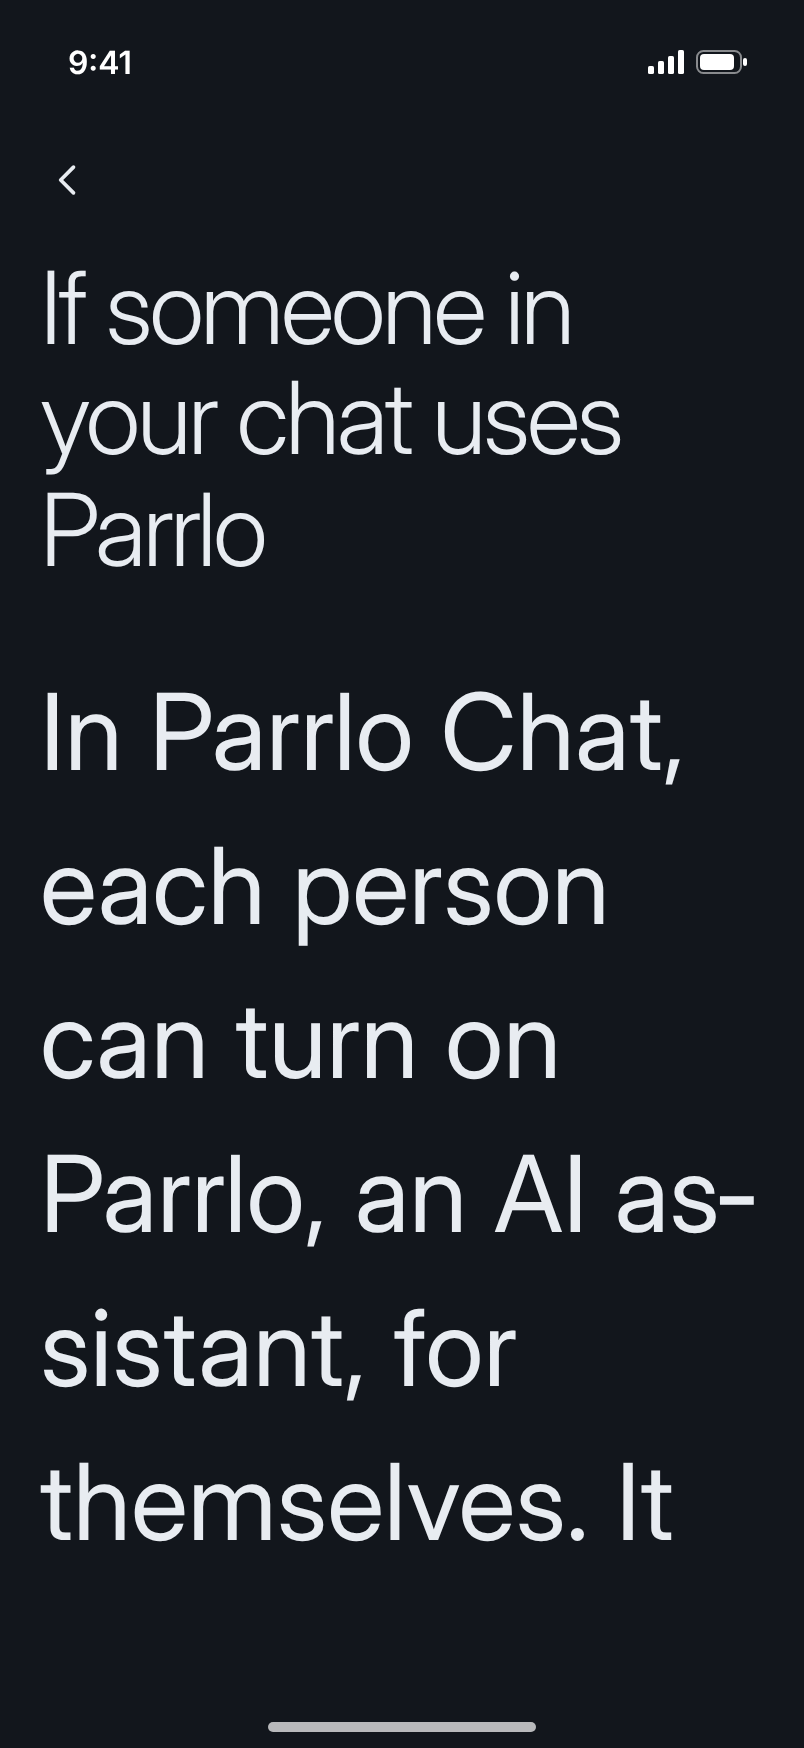 9:41
If someone in
your chat uses
Parrlo
In Parrlo Chat,
each person
can turn on
Parrlo, an AI as-
sistant, for
themselves. It